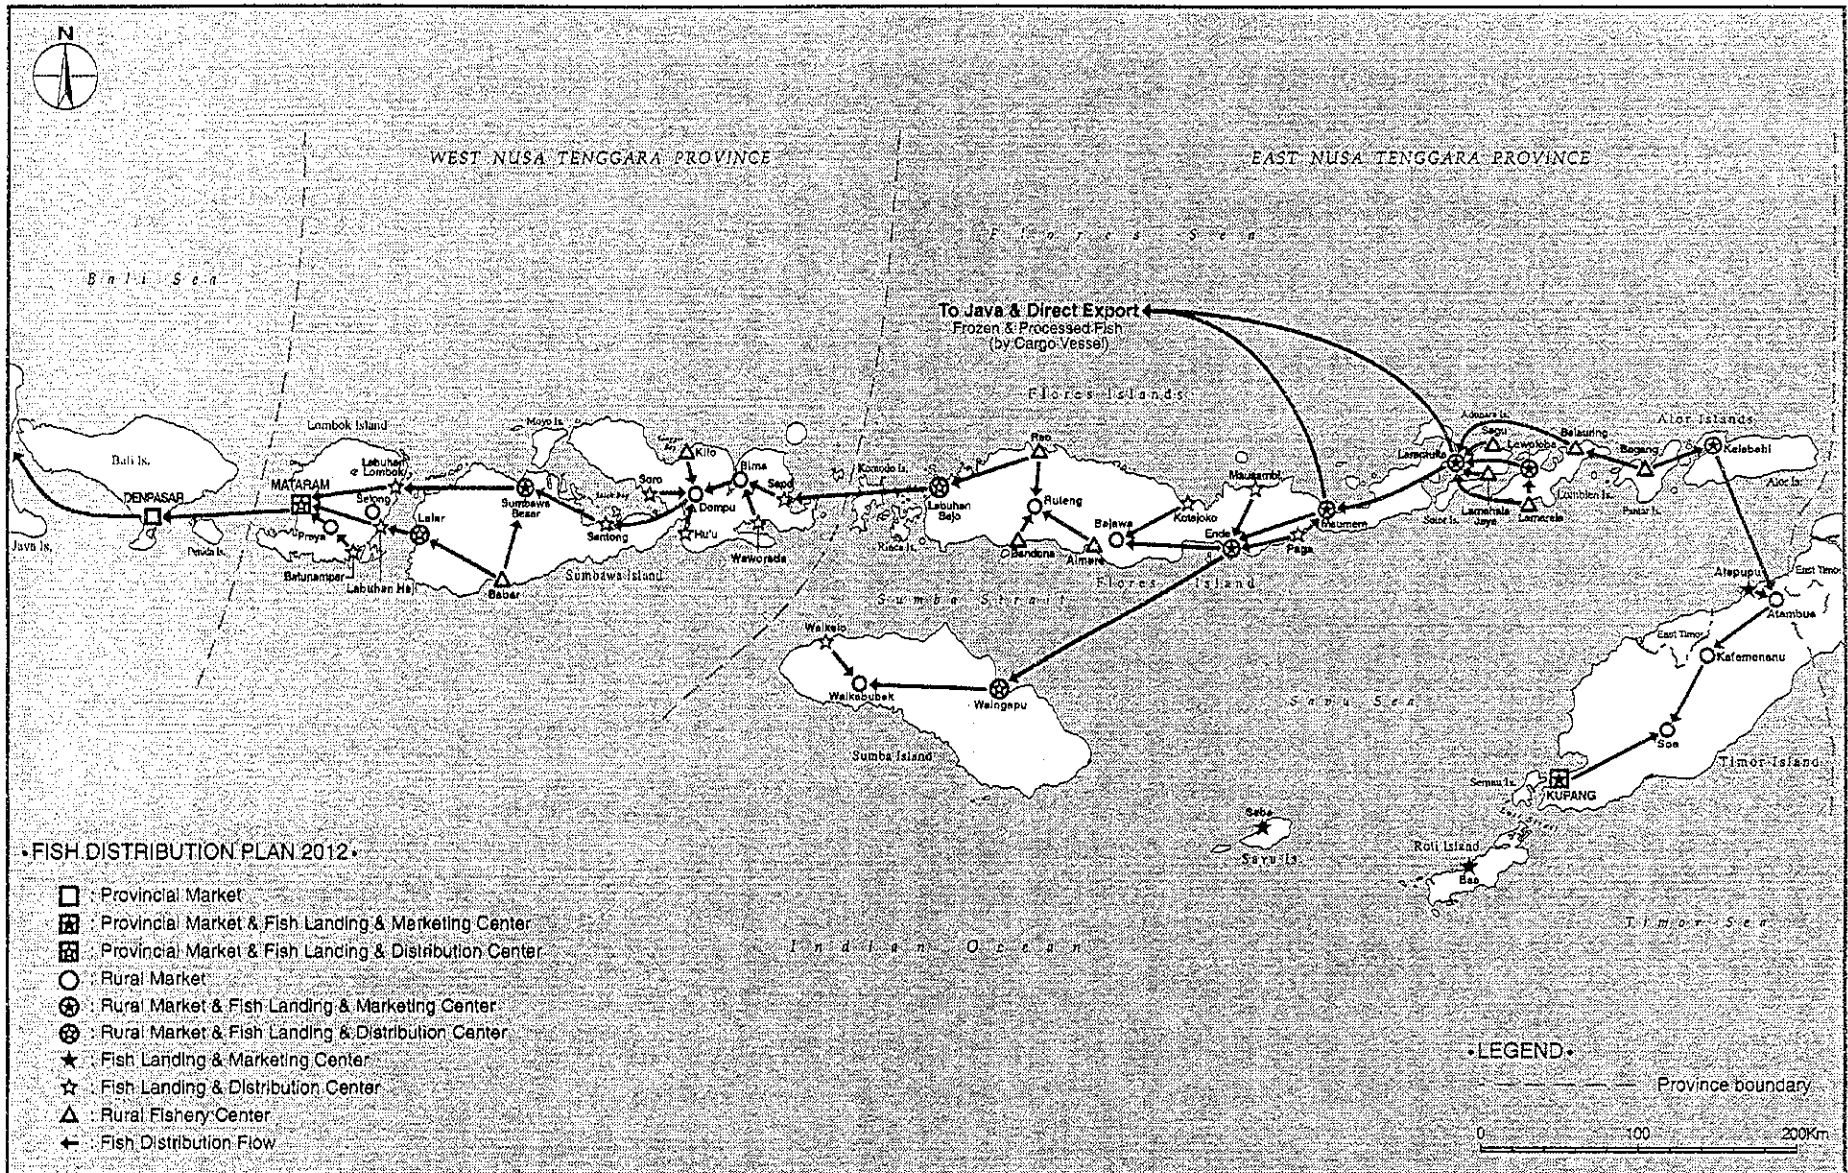 N
WEST NUSA TENGGARA PROVINCE
EAST NUSA TENGGARA PROVINCE
Flores Sea
Bali Sea
To Java & Direct Export
Frozen & Processed Fish
(by Cargo Vessel)
Flores Islands
Alor Islands
Lombok Island
Moyo Is.
Adonara Is.
Bali Is.
Labuhan
Lombok
MATARAM
Selong
DENPASAR
Praya
Batunampar
Labuhan Haji
Penida Is.
Java Is.
Lalar
Sumbawa
Besar
Babar
Santong
Sumbawa Island
Kilo
Soro
Bima
Sape
Dompu
Hu'u
Waworada
Komodo Is.
Rinca Is.
Labuhan
Bajo
Reo
Ruteng
Bajawa
Kotajoko
Mausambi
Ende
Maumere
Paga
Aimere
Flores Island
Sumba Strait
Sagu
Lewoleba
Balauring
Bagang
Kalabahi
Lamahala
Jaya
Lamarela
Lomblen Is.
Solor Is.
Pantar Is.
Alor Is.
Atapupu
East Timor
Atambua
East Timor
Kefamenanu
Soe
Timor Island
Semau Is.
KUPANG
Waikelo
Waikabubak
Waingapu
Sumba Island
Savu Sea
Seba
Savu Is.
Roti Island
Baa
Timor Sea
Indian Ocean
•FISH DISTRIBUTION PLAN 2012•
: Provincial Market
: Provincial Market & Fish Landing & Marketing Center
: Provincial Market & Fish Landing & Distribution Center
: Rural Market
: Rural Market & Fish Landing & Marketing Center
: Rural Market & Fish Landing & Distribution Center
: Fish Landing & Marketing Center
: Fish Landing & Distribution Center
: Rural Fishery Center
: Fish Distribution Flow
•LEGEND•
Province boundary
0 100 200Km